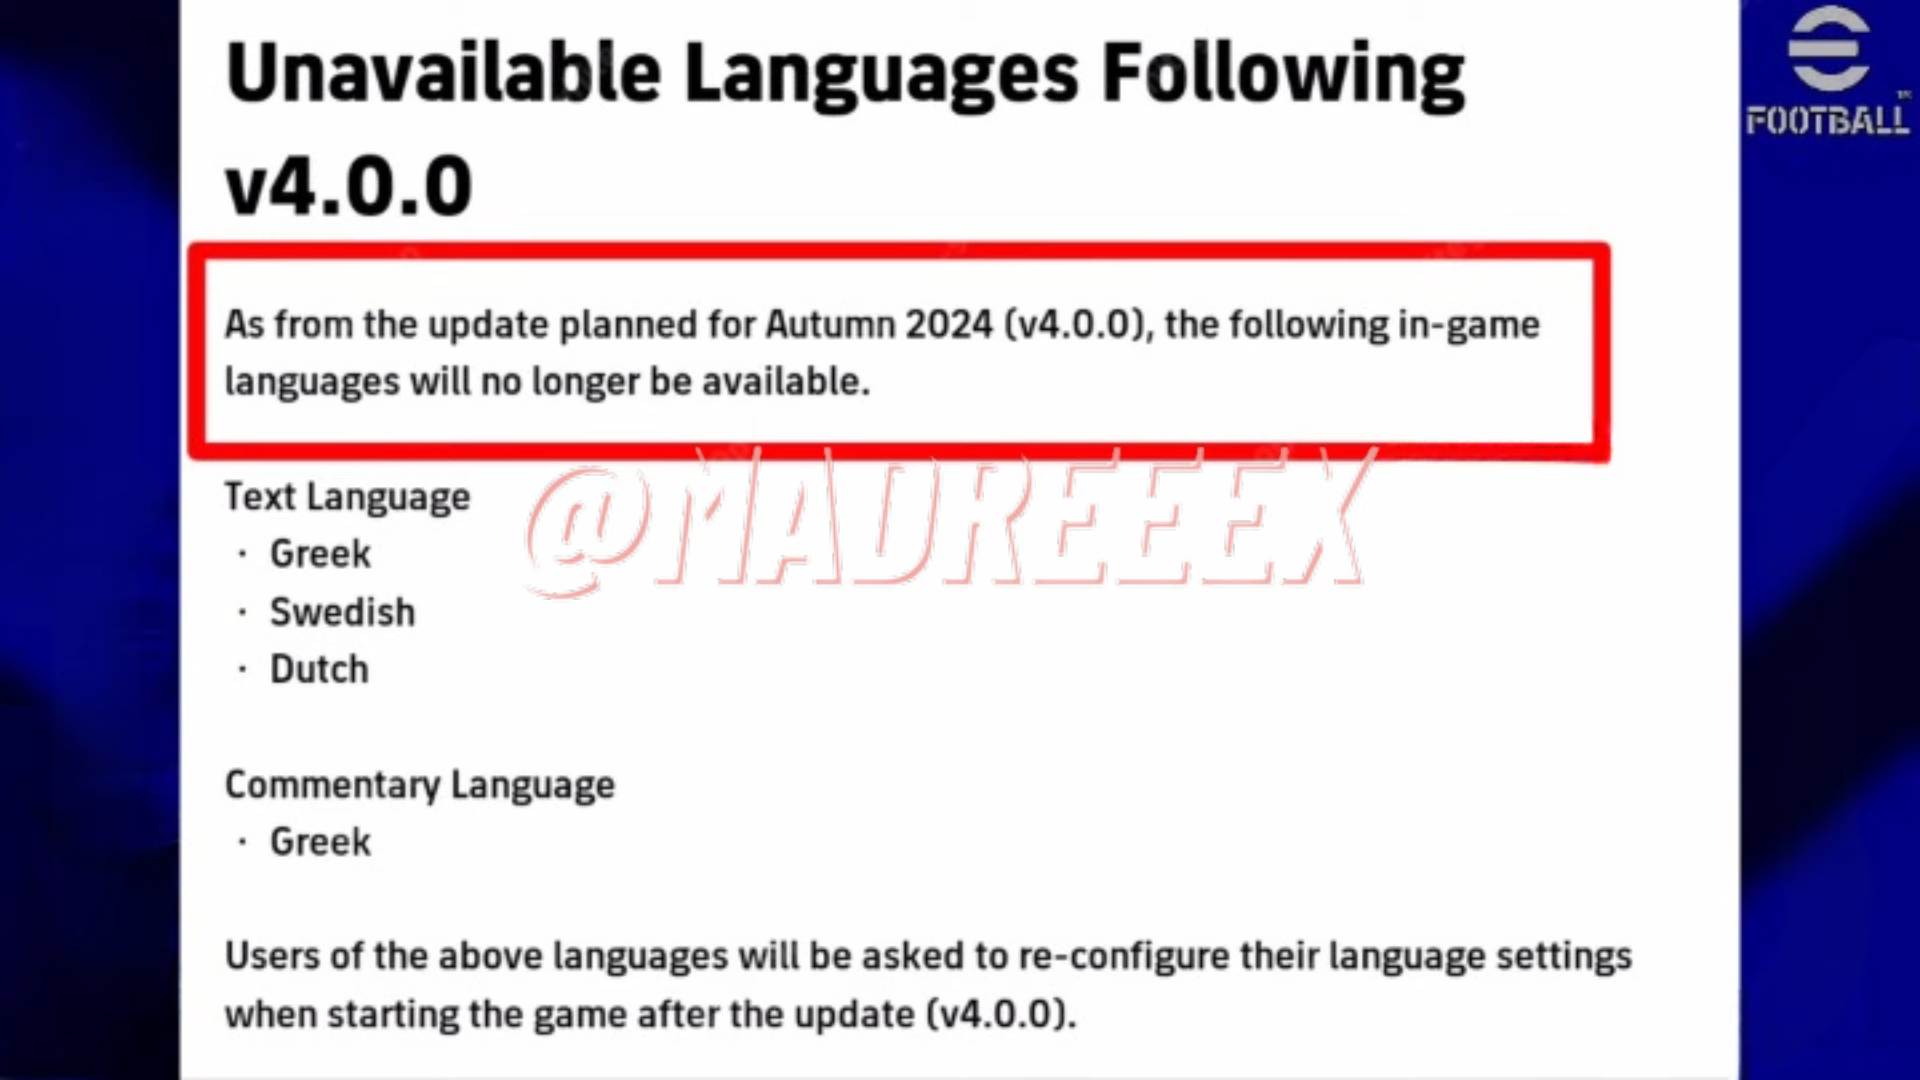 Unavailable Languages Following
v4.0.0
FOOTBALL™
As from the update planned for Autumn 2024 (v4.0.0), the following in-game
languages will no longer be available.
@MADREEEX
Text Language
· Greek
· Swedish
· Dutch
Commentary Language
· Greek
Users of the above languages will be asked to re-configure their language settings
when starting the game after the update (v4.0.0).